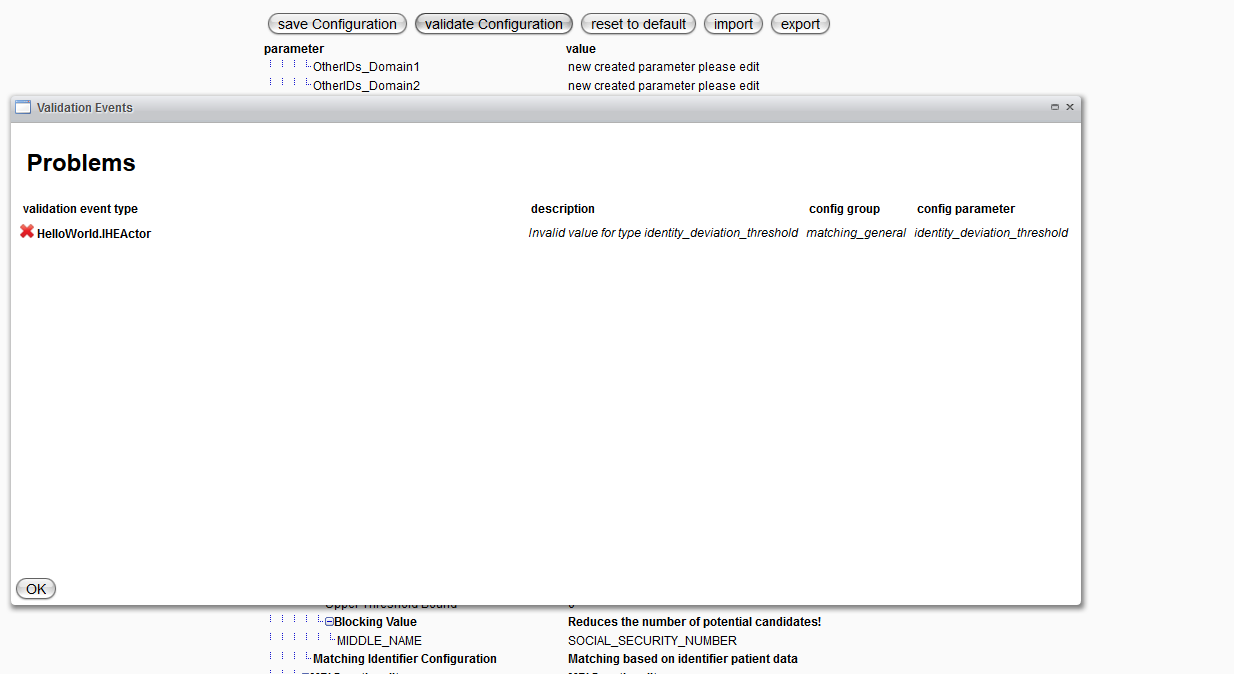 save Configuration validate Configuration reset to default import export
parameter value
OtherIDs_Domain1 new created parameter please edit
OtherIDs_Domain2 new created parameter please edit
Validation Events
Problems
validation event type description config group config parameter
HelloWorld.IHEActor Invalid value for type identity_deviation_threshold matching_general identity_deviation_threshold
OK
Upper Threshold Bound
Blocking Value Reduces the number of potential candidates!
MIDDLE_NAME SOCIAL_SECURITY_NUMBER
Matching Identifier Configuration Matching based on identifier patient data